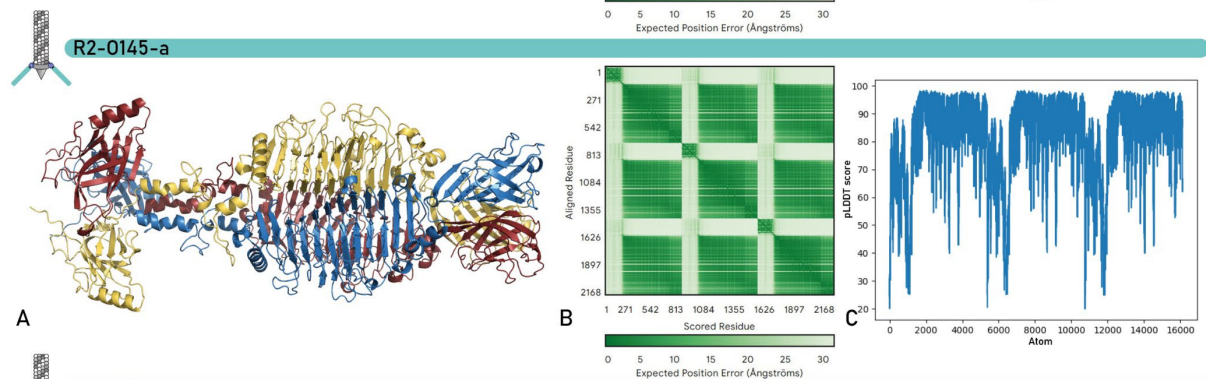 0 5 10 15 20 25 30
Expected Position Error (Ångströms)
R2-O145-a
A
B
1
271
542
813
1084
1355
1626
1897
2168
Aligned Residue
1 271 542 813 1084 1355 1626 1897 2168
Scored Residue
0 5 10 15 20 25 30
Expected Position Error (Ångströms)
C
100
90
80
70
60
50
40
30
20
pLDDT score
0 2000 4000 6000 8000 10000 12000 14000 16000
Atom